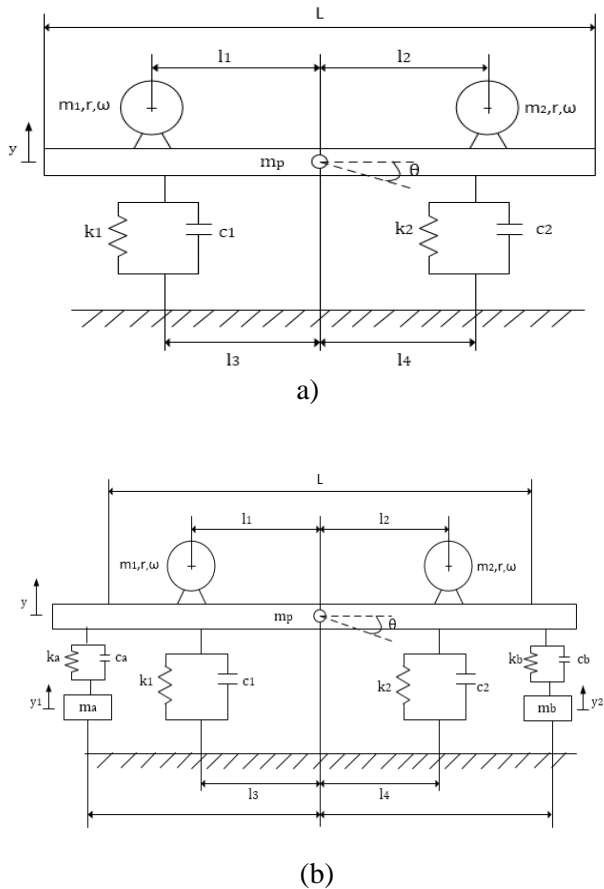 L
l1 l2
m1,r,ω m2,r,ω
y
mp θ
k1 c1 k2 c2
l3 l4
a)
L
l1 l2
m1,r,ω m2,r,ω
y
mp θ
ka ca kb cb
k1 c1 k2 c2
y1 ma mb y2
l3 l4
(b)